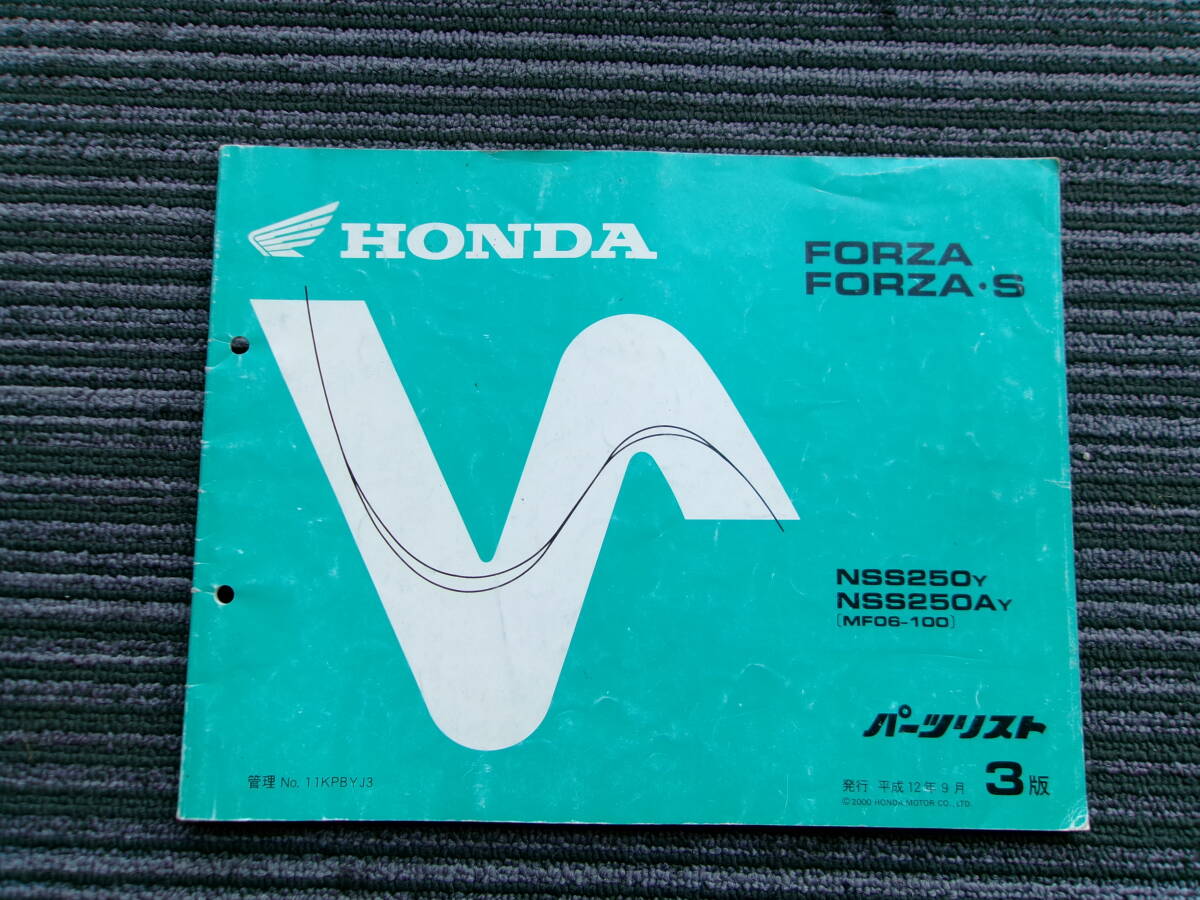 HONDA
FORZA
FORZA・S
NSS250Y
NSS250AY
[MF06-100]
パーツリスト
管理 No. 11KPBYJ3
発行 平成12年9月 3版
©2000 HONDA MOTOR CO., LTD.